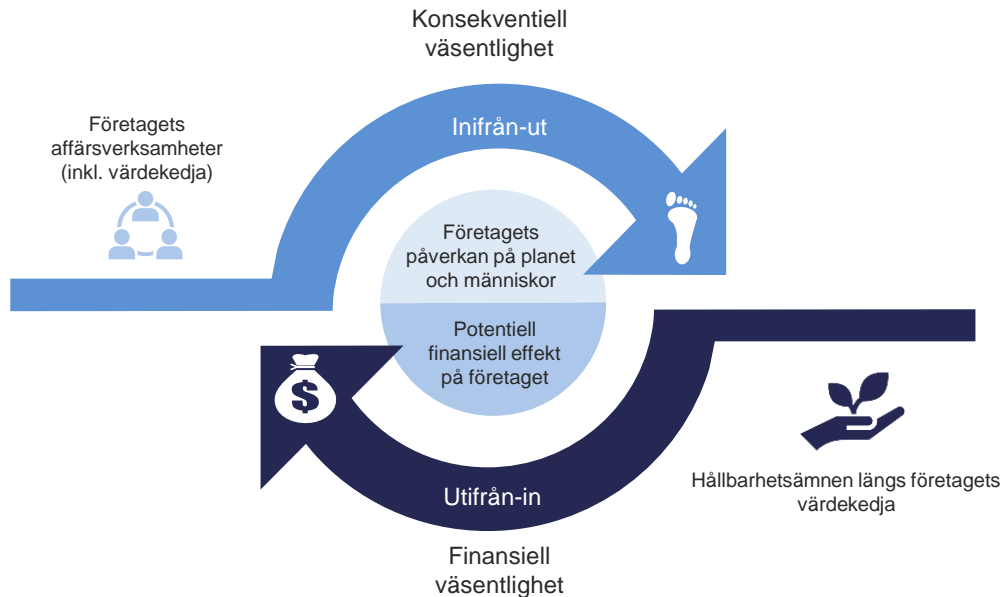 Konsekventiell
väsentlighet
Inifrån-ut
Företagets
affärsverksamheter
(inkl. värdekedja)
Företagets
påverkan på planet
och människor
Potentiell
finansiell effekt
på företaget
$
Hållbarhetsämnen längs företagets
värdekedja
Utifrån-in
Finansiell
väsentlighet